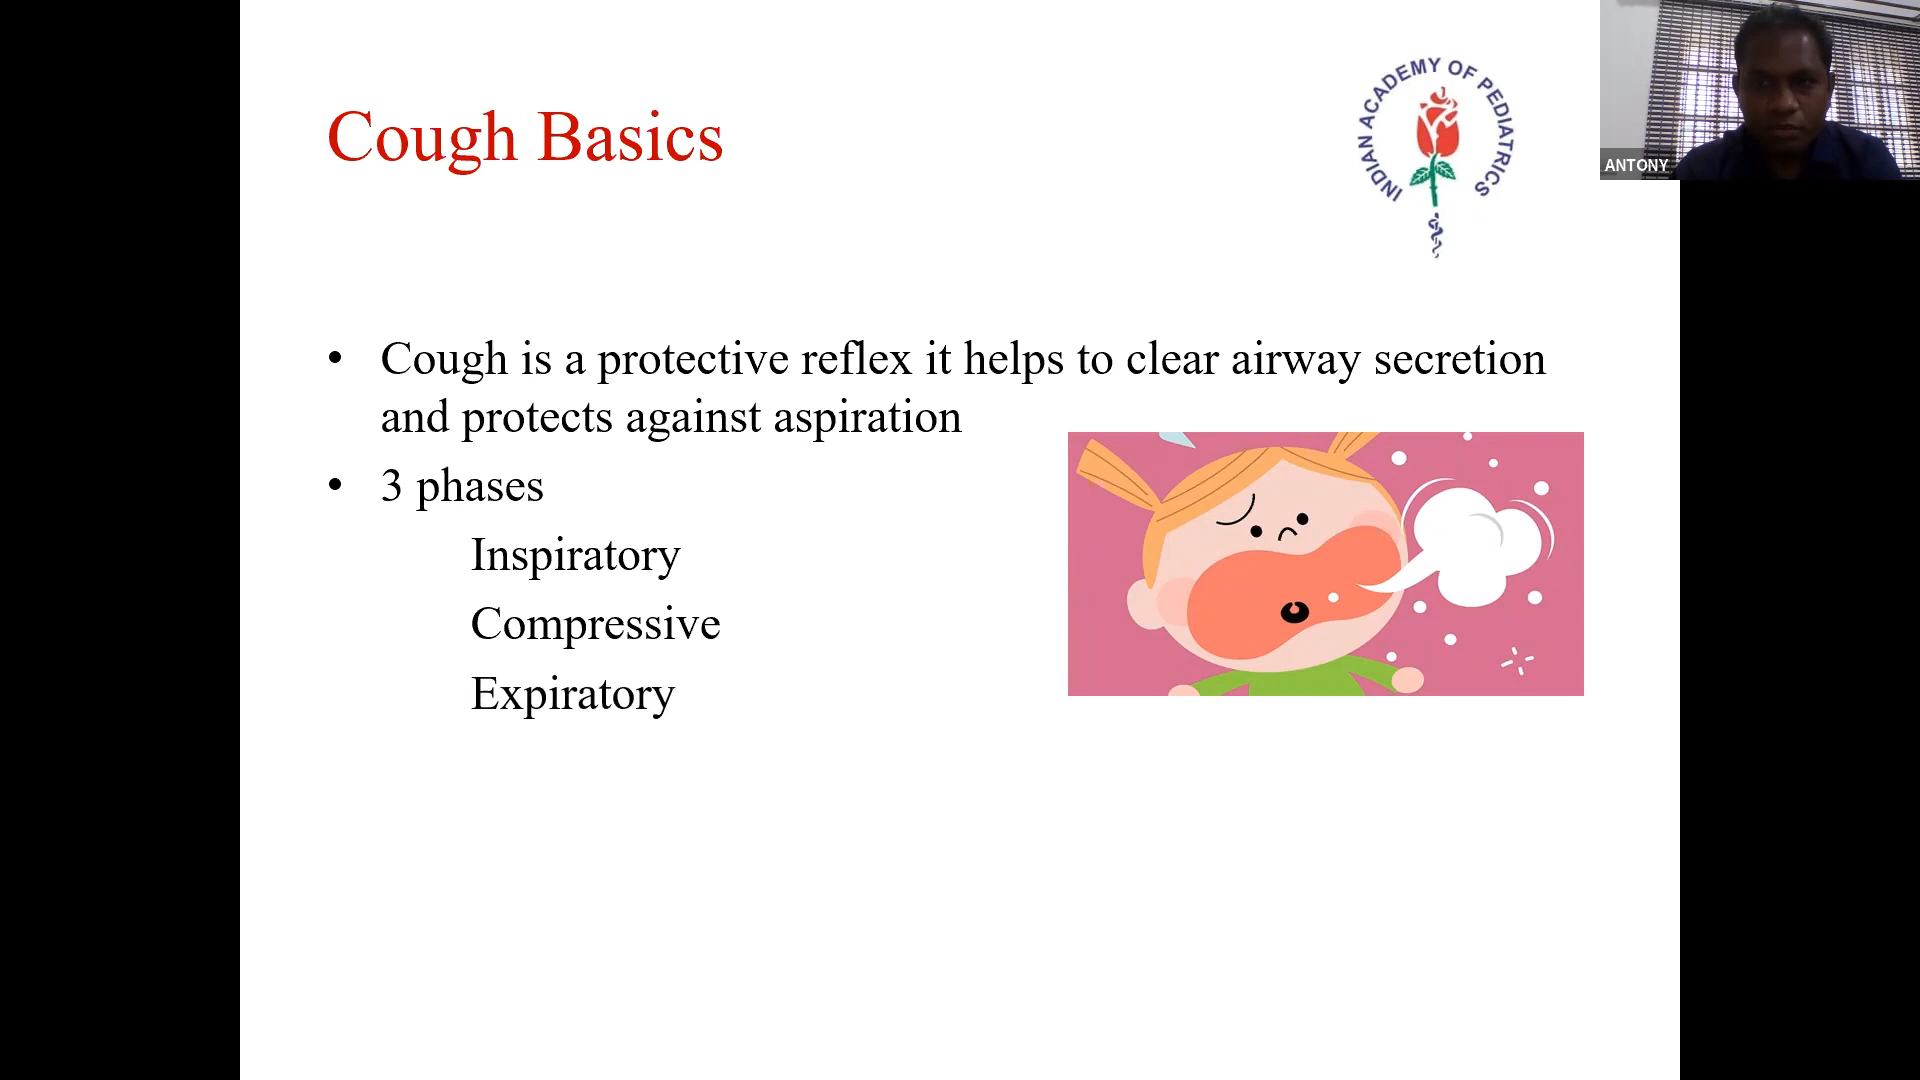 Cough Basics
INDIAN ACADEMY OF PEDIATRICS
ANTONY
• Cough is a protective reflex it helps to clear airway secretion
and protects against aspiration
• 3 phases
Inspiratory
Compressive
Expiratory